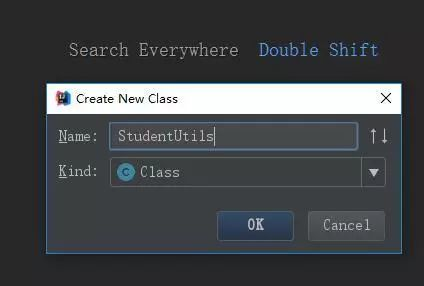 Search Everywhere Double Shift
Create New Class
Name: StudentUtils
Kind: C Class
OK Cancel